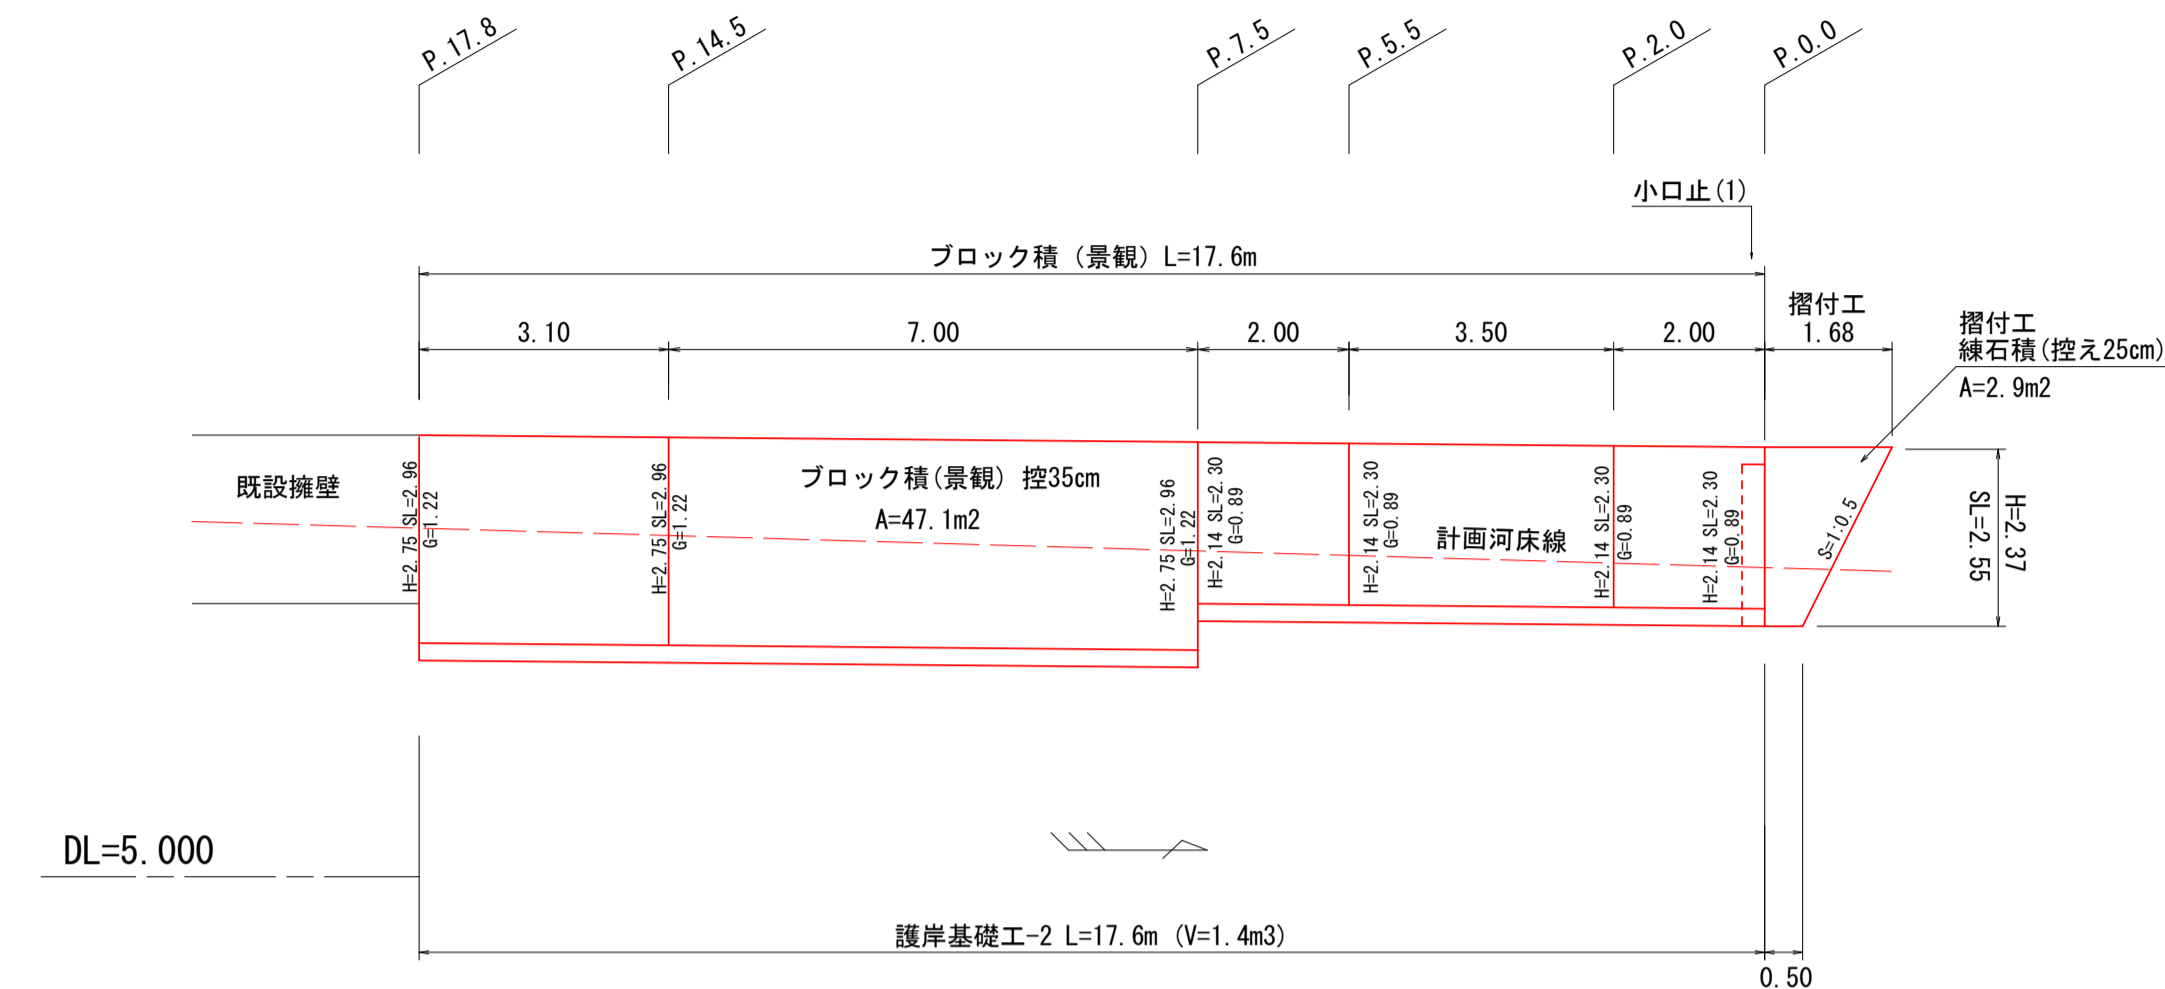 P.17.8
P.14.5
P.7.5
P.5.5
P.2.0
P.0.0
小口止(1)
ブロック積（景観）L=17.6m
3.10
7.00
2.00
3.50
2.00
摺付工
1.68
摺付工
練石積(控え25cm)
A=2.9m2
既設擁壁
H=2.75 SL=2.96
G=1.22
H=2.75 SL=2.96
G=1.22
ブロック積(景観) 控35cm
A=47.1m2
H=2.75 SL=2.96
G=1.22
H=2.14 SL=2.30
G=0.89
H=2.14 SL=2.30
G=0.89
計画河床線
H=2.14 SL=2.30
G=0.89
H=2.14 SL=2.30
G=0.89
S=1:0.5
H=2.37
SL=2.55
DL=5.000
護岸基礎工-2 L=17.6m (V=1.4m3)
0.50